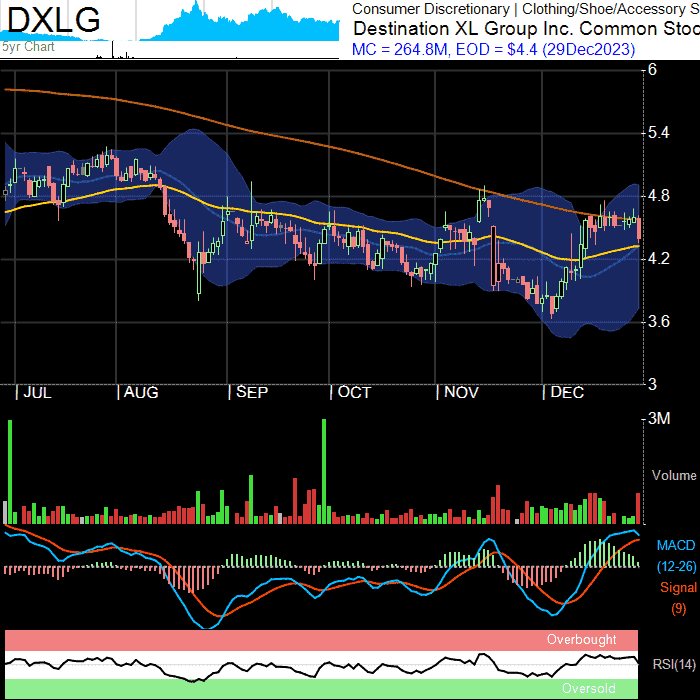 DXLG
5yr Chart
Consumer Discretionary | Clothing/Shoe/Accessory S
Destination XL Group Inc. Common Stoc
MC = 264.8M, EOD = $4.4 (29Dec2023)
6
5.4
4.8
4.2
3.6
3
JUL AUG SEP OCT NOV DEC
3M
Volume
MACD
(12-26)
Signal
(9)
Overbought
RSI(14)
Oversold